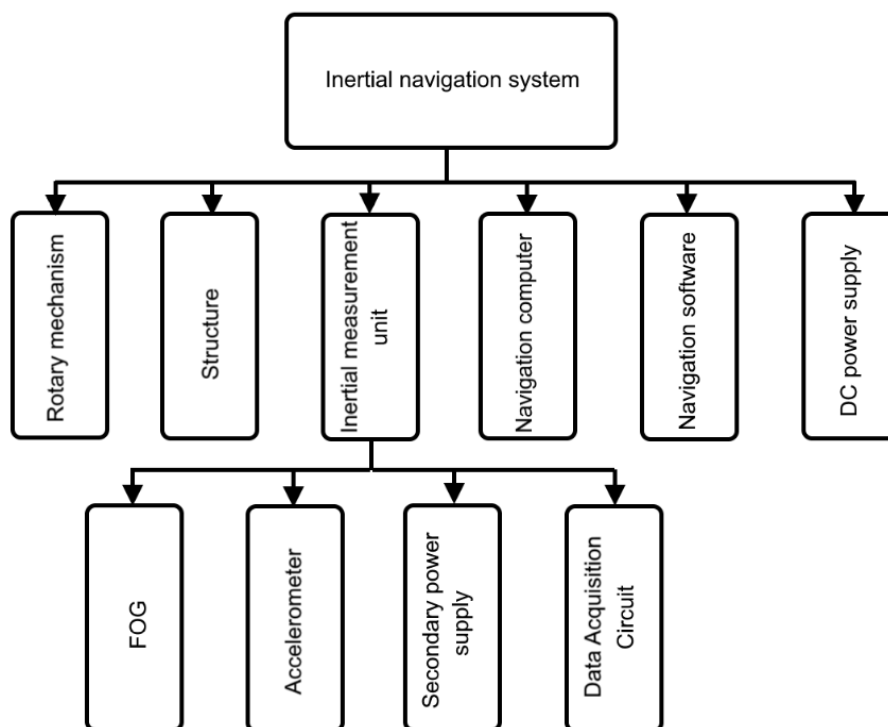 Inertial navigation system
Rotary mechanism
Structure
Inertial measurement
unit
Navigation computer
Navigation software
DC power supply
FOG
Accelerometer
Secondary power
supply
Data Acquisition
Circuit